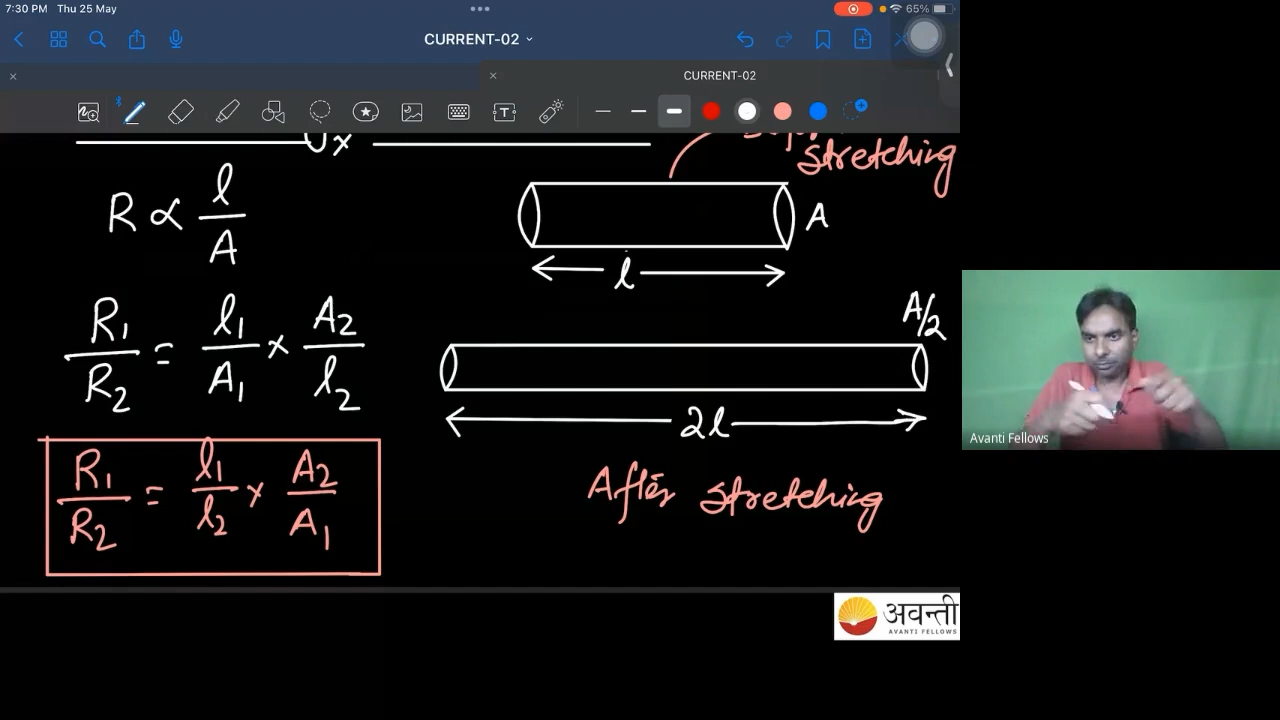 7:30 PM Thu 25 May
65%
CURRENT-02
CURRENT-02
stretching
R ∝ l/A
A
l
R₁/R₂ = l₁/A₁ × A₂/l₂
A/2
2l
R₁/R₂ = l₁/l₂ × A₂/A₁
After stretching
Avanti Fellows
अवन्ती
AVANTI FELLOWS